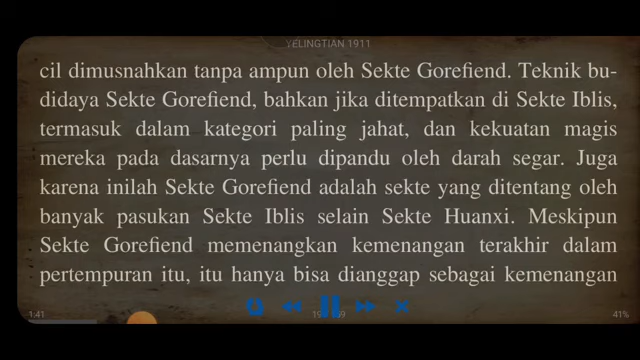 YELINGTIAN 1911
cil dimusnahkan tanpa ampun oleh Sekte Gorefiend. Teknik bu-
didaya Sekte Gorefiend, bahkan jika ditempatkan di Sekte Iblis,
termasuk dalam kategori paling jahat, dan kekuatan magis
mereka pada dasarnya perlu dipandu oleh darah segar. Juga
karena inilah Sekte Gorefiend adalah sekte yang ditentang oleh
banyak pasukan Sekte Iblis selain Sekte Huanxi. Meskipun
Sekte Gorefiend memenangkan kemenangan terakhir dalam
pertempuran itu, itu hanya bisa dianggap sebagai kemenangan
1:41 41%